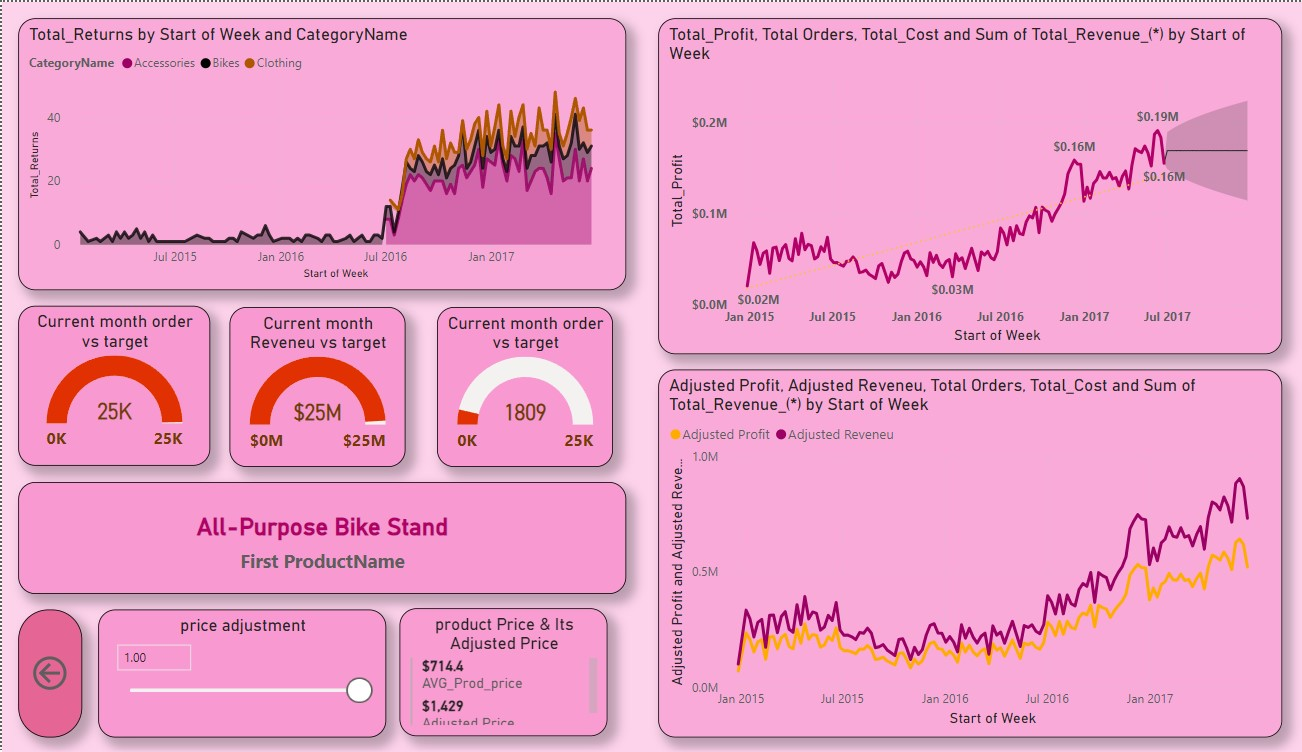 Total_Returns by Start of Week and CategoryName
CategoryName Accessories Bikes Clothing
Total_Returns
40
20
0
Jul 2015 Jan 2016 Jul 2016 Jan 2017
Start of Week
Total_Profit, Total Orders, Total_Cost and Sum of Total_Revenue_(*) by Start of
Week
Total_Profit
$0.2M
$0.1M
$0.0M
$0.02M
$0.03M
$0.16M
$0.19M
$0.16M
Jan 2015 Jul 2015 Jan 2016 Jul 2016 Jan 2017 Jul 2017
Start of Week
Current month order
vs target
25K
0K 25K
Current month
Reveneu vs target
$25M
$0M $25M
Current month order
vs target
1809
0K 25K
All-Purpose Bike Stand
First ProductName
price adjustment
1.00
product Price & Its
Adjusted Price
$714.4
AVG_Prod_price
$1,429
Adjusted Price
Adjusted Profit, Adjusted Reveneu, Total Orders, Total_Cost and Sum of
Total_Revenue_(*) by Start of Week
Adjusted Profit Adjusted Reveneu
Adjusted Profit and Adjusted Reve...
1.0M
0.5M
0.0M
Jan 2015 Jul 2015 Jan 2016 Jul 2016 Jan 2017
Start of Week